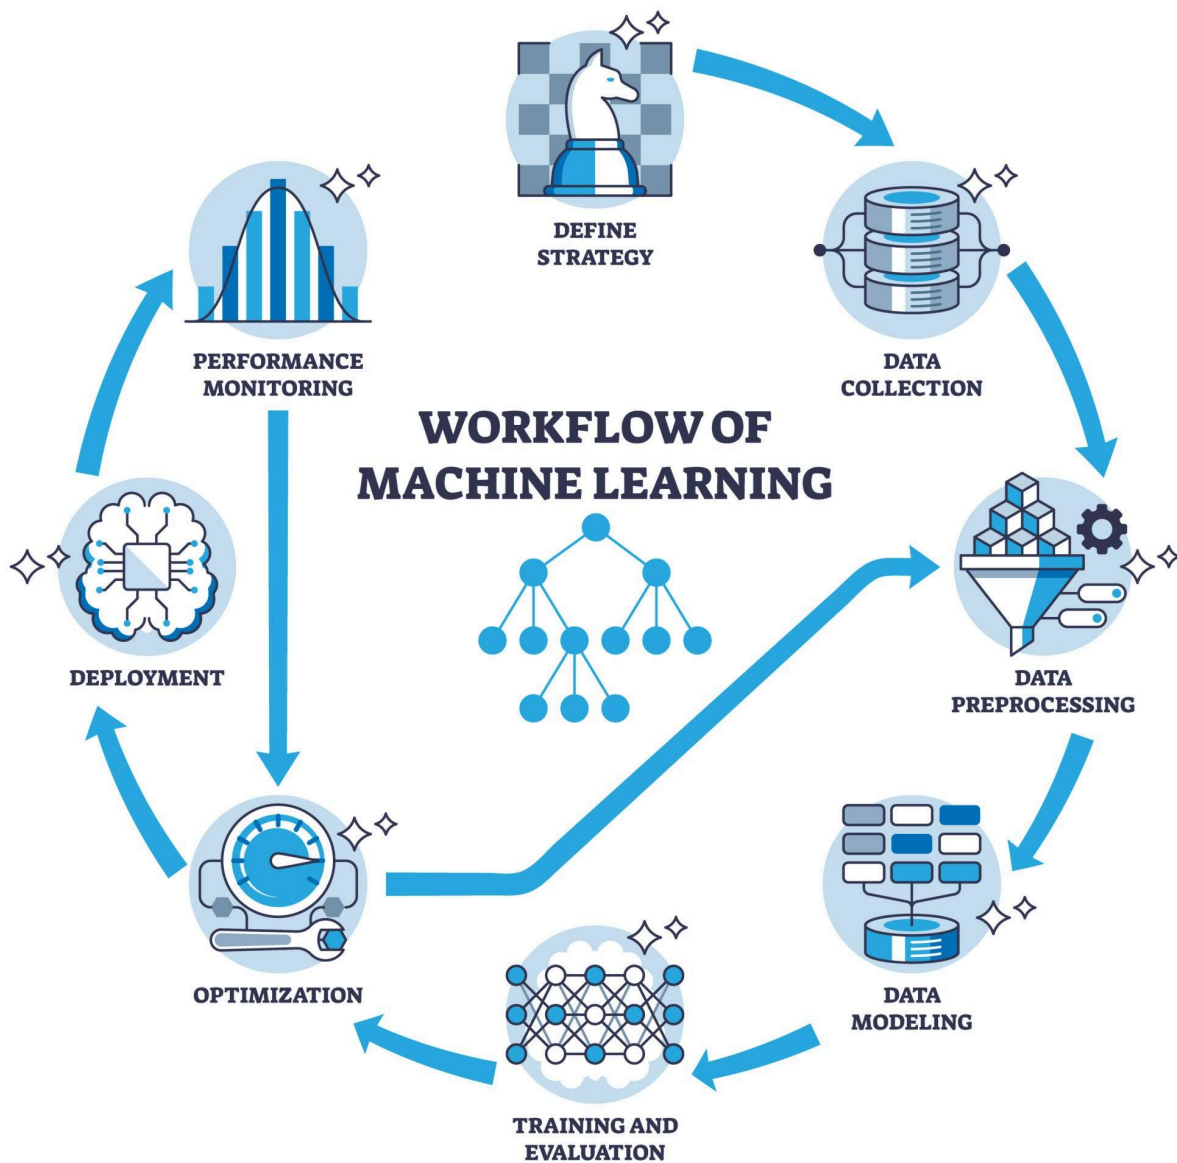 DEFINE
STRATEGY
DATA
COLLECTION
DATA
PREPROCESSING
DATA
MODELING
TRAINING AND
EVALUATION
OPTIMIZATION
DEPLOYMENT
PERFORMANCE
MONITORING
WORKFLOW OF
MACHINE LEARNING